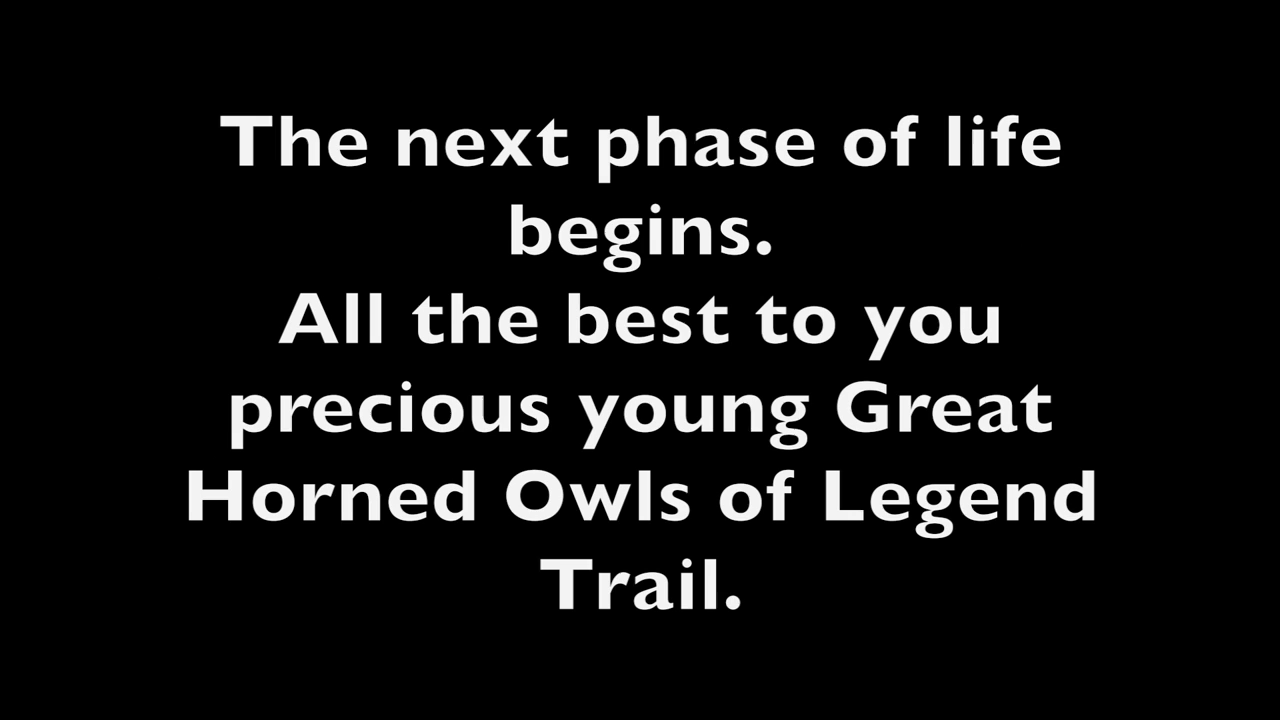 The next phase of life
begins.
All the best to you
precious young Great
Horned Owls of Legend
Trail.